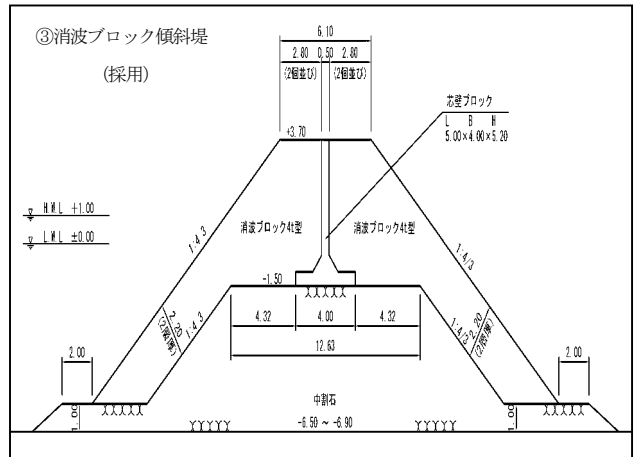 ③消波ブロック傾斜堤
(採用)
6.10
2.80 0.50 2.80
(2個並び) (2個並び)
芯壁ブロック
L B H
5.00×4.00×5.20
+3.70
H W L +1.00
L W L ±0.00
消波ブロック4t型 消波ブロック4t型
1:4.3
1:4/3
-1.50
2.20
(2層厚)
1:4.3
1:4/3
2.20
(2層厚)
4.32 4.00 4.32
12.63
2.00 2.00
中割石
1.00 1.00
-6.50 ~ -6.90